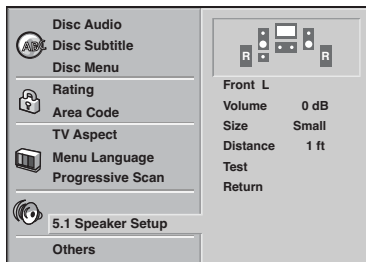 Disc Audio
ABC
Disc Subtitle
Disc Menu
Rating
Area Code
TV Aspect
Menu Language
Progressive Scan
5.1 Speaker Setup
Others
R R
Front L
Volume 0 dB
Size Small
Distance 1 ft
Test
Return